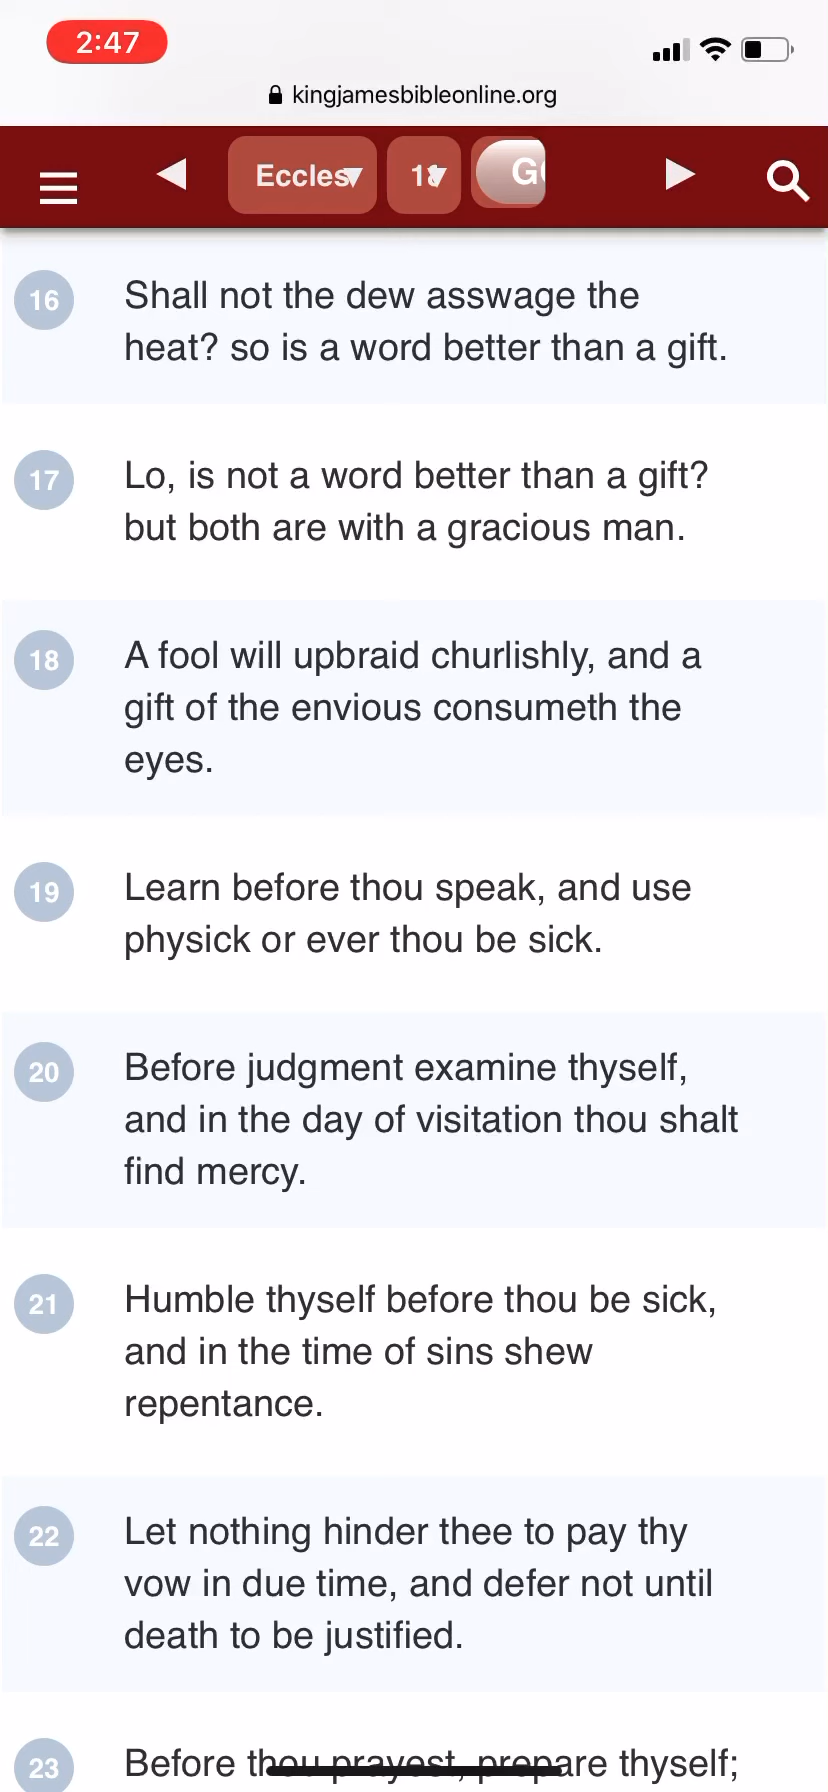 2:47
kingjamesbibleonline.org
Eccles
16
Shall not the dew asswage the
heat? so is a word better than a gift.
17
Lo, is not a word better than a gift?
but both are with a gracious man.
18
A fool will upbraid churlishly, and a
gift of the envious consumeth the
eyes.
19
Learn before thou speak, and use
physick or ever thou be sick.
20
Before judgment examine thyself,
and in the day of visitation thou shalt
find mercy.
21
Humble thyself before thou be sick,
and in the time of sins shew
repentance.
22
Let nothing hinder thee to pay thy
vow in due time, and defer not until
death to be justified.
23
Before thou prayest, prepare thyself;